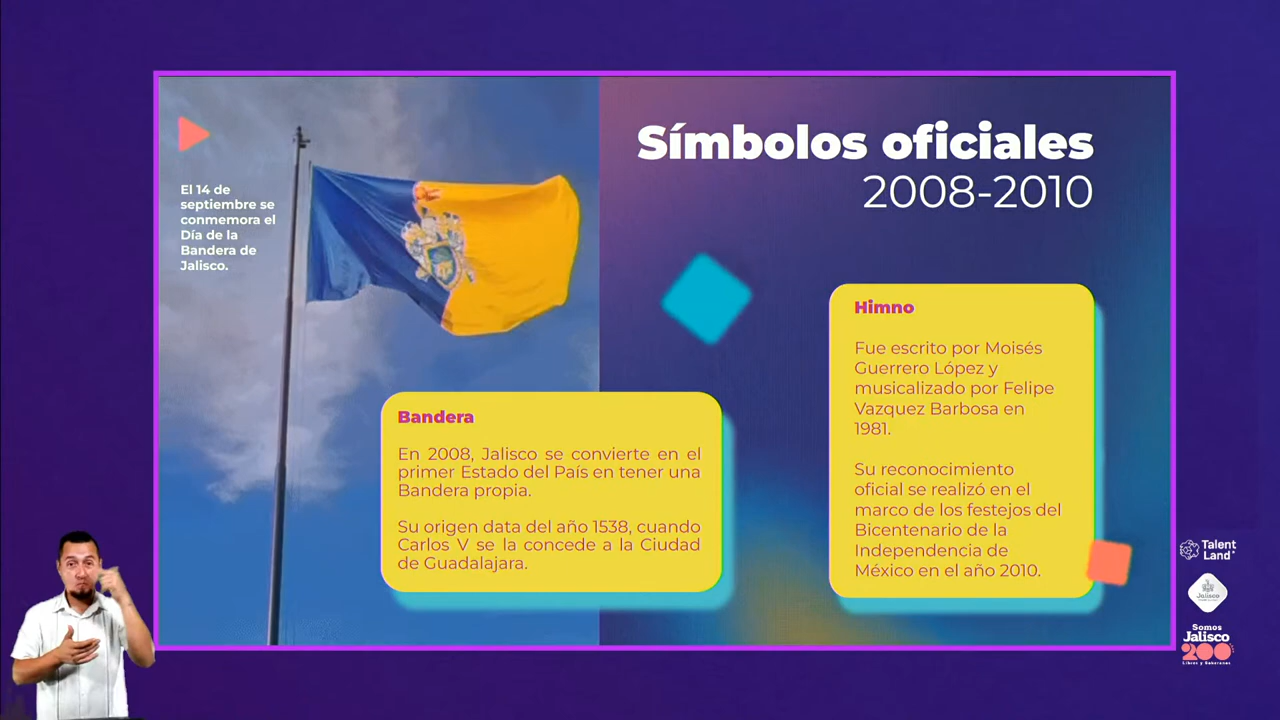 Símbolos oficiales
2008-2010
El 14 de
septiembre se
conmemora el
Día de la
Bandera de
Jalisco.
Bandera
En 2008, Jalisco se convierte en el
primer Estado del País en tener una
Bandera propia.
Su origen data del año 1538, cuando
Carlos V se la concede a la Ciudad
de Guadalajara.
Himno
Fue escrito por Moisés
Guerrero López y
musicalizado por Felipe
Vazquez Barbosa en
1981.
Su reconocimiento
oficial se realizó en el
marco de los festejos del
Bicentenario de la
Independencia de
México en el año 2010.
Talent
Land
Jalisco
Somos
Jalisco
200
Libres y Soberanos